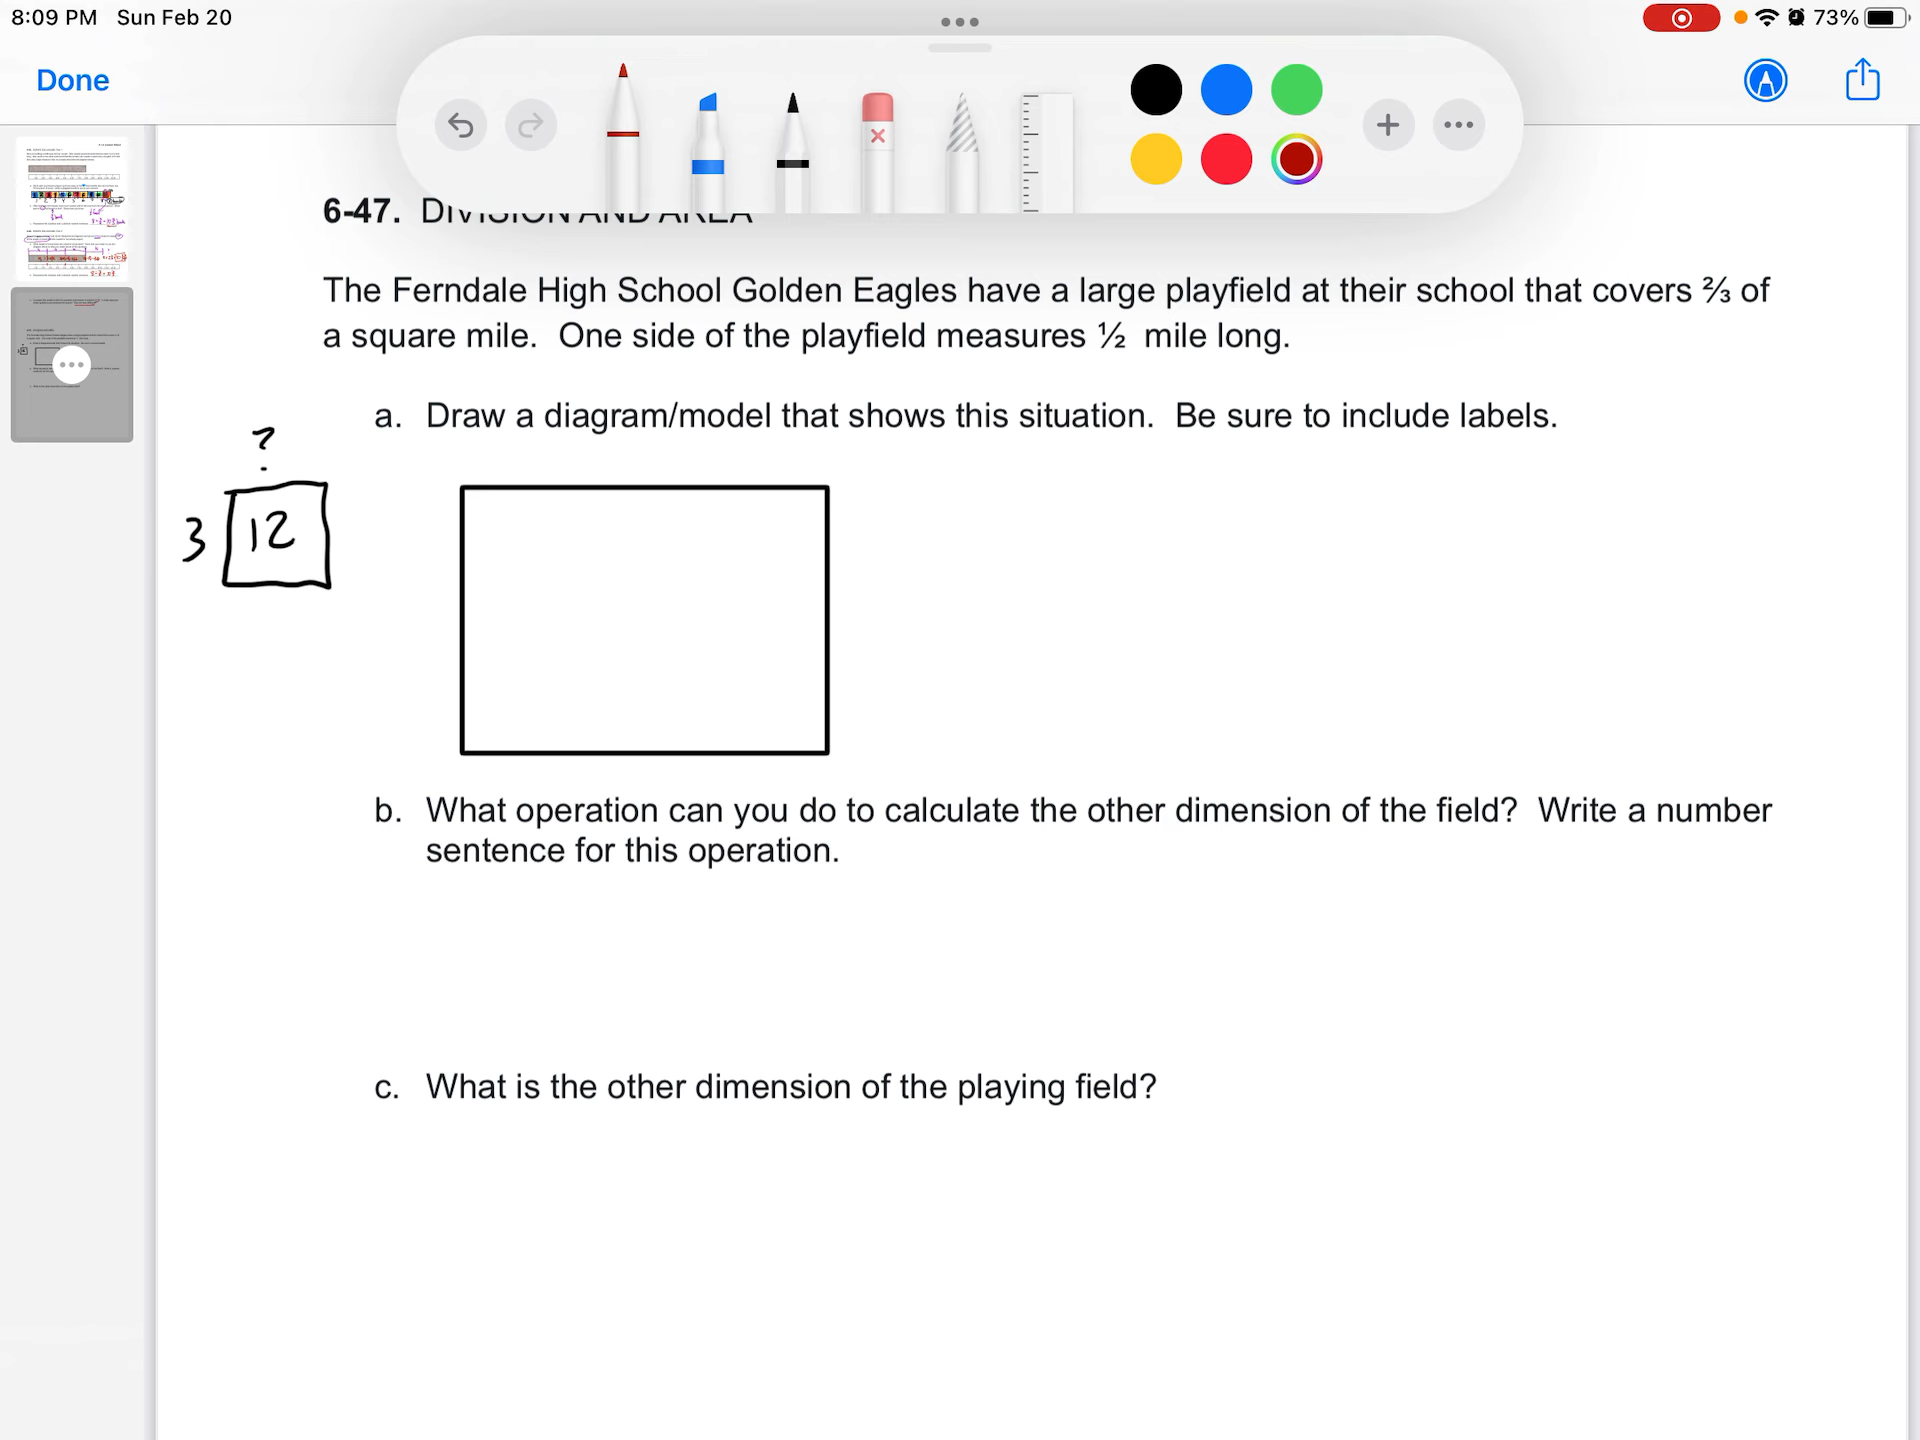 8:09 PM Sun Feb 20
73%
Done
6-47. DIVISION AND AREA
The Ferndale High School Golden Eagles have a large playfield at their school that covers ⅔ of
a square mile. One side of the playfield measures ½ mile long.
a. Draw a diagram/model that shows this situation. Be sure to include labels.
?
3 12
b. What operation can you do to calculate the other dimension of the field? Write a number
sentence for this operation.
c. What is the other dimension of the playing field?